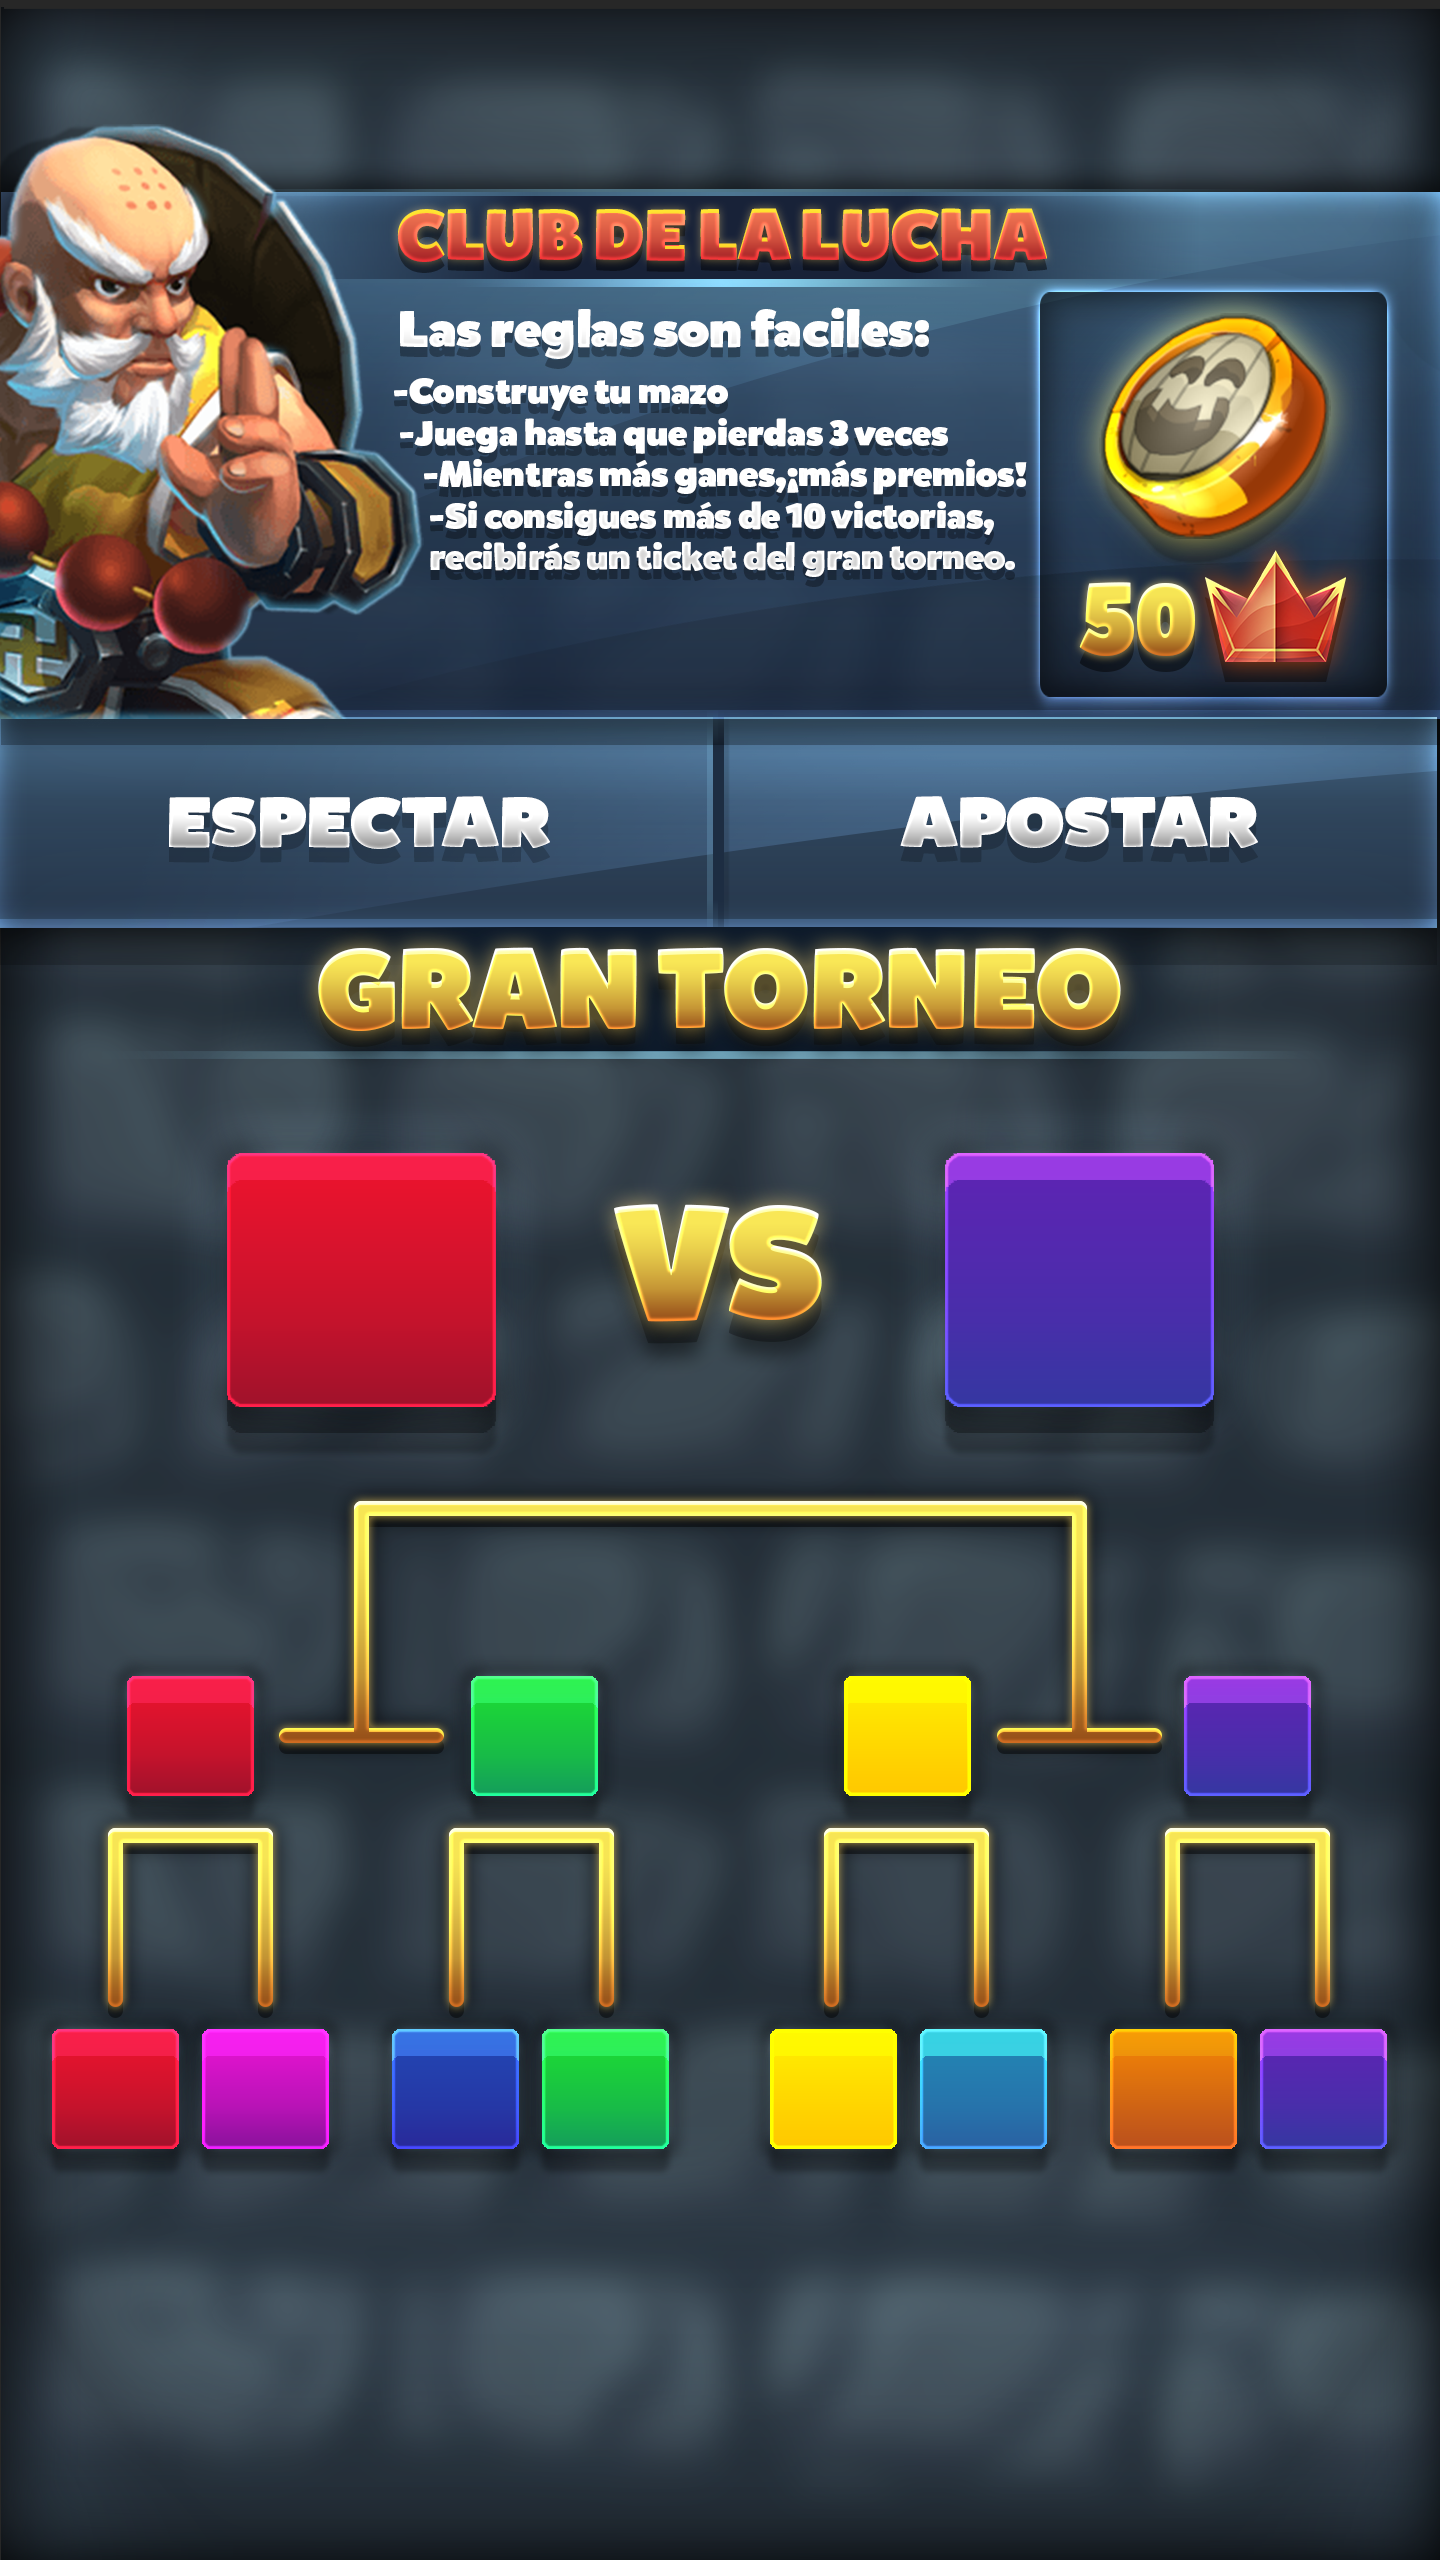 CLUB DE LA LUCHA
Las reglas son faciles:
-Construye tu mazo
-Juega hasta que pierdas 3 veces
-Mientras más ganes,¡más premios!
-Si consigues más de 10 victorias,
recibirás un ticket del gran torneo.
50
ESPECTAR
APOSTAR
GRAN TORNEO
VS